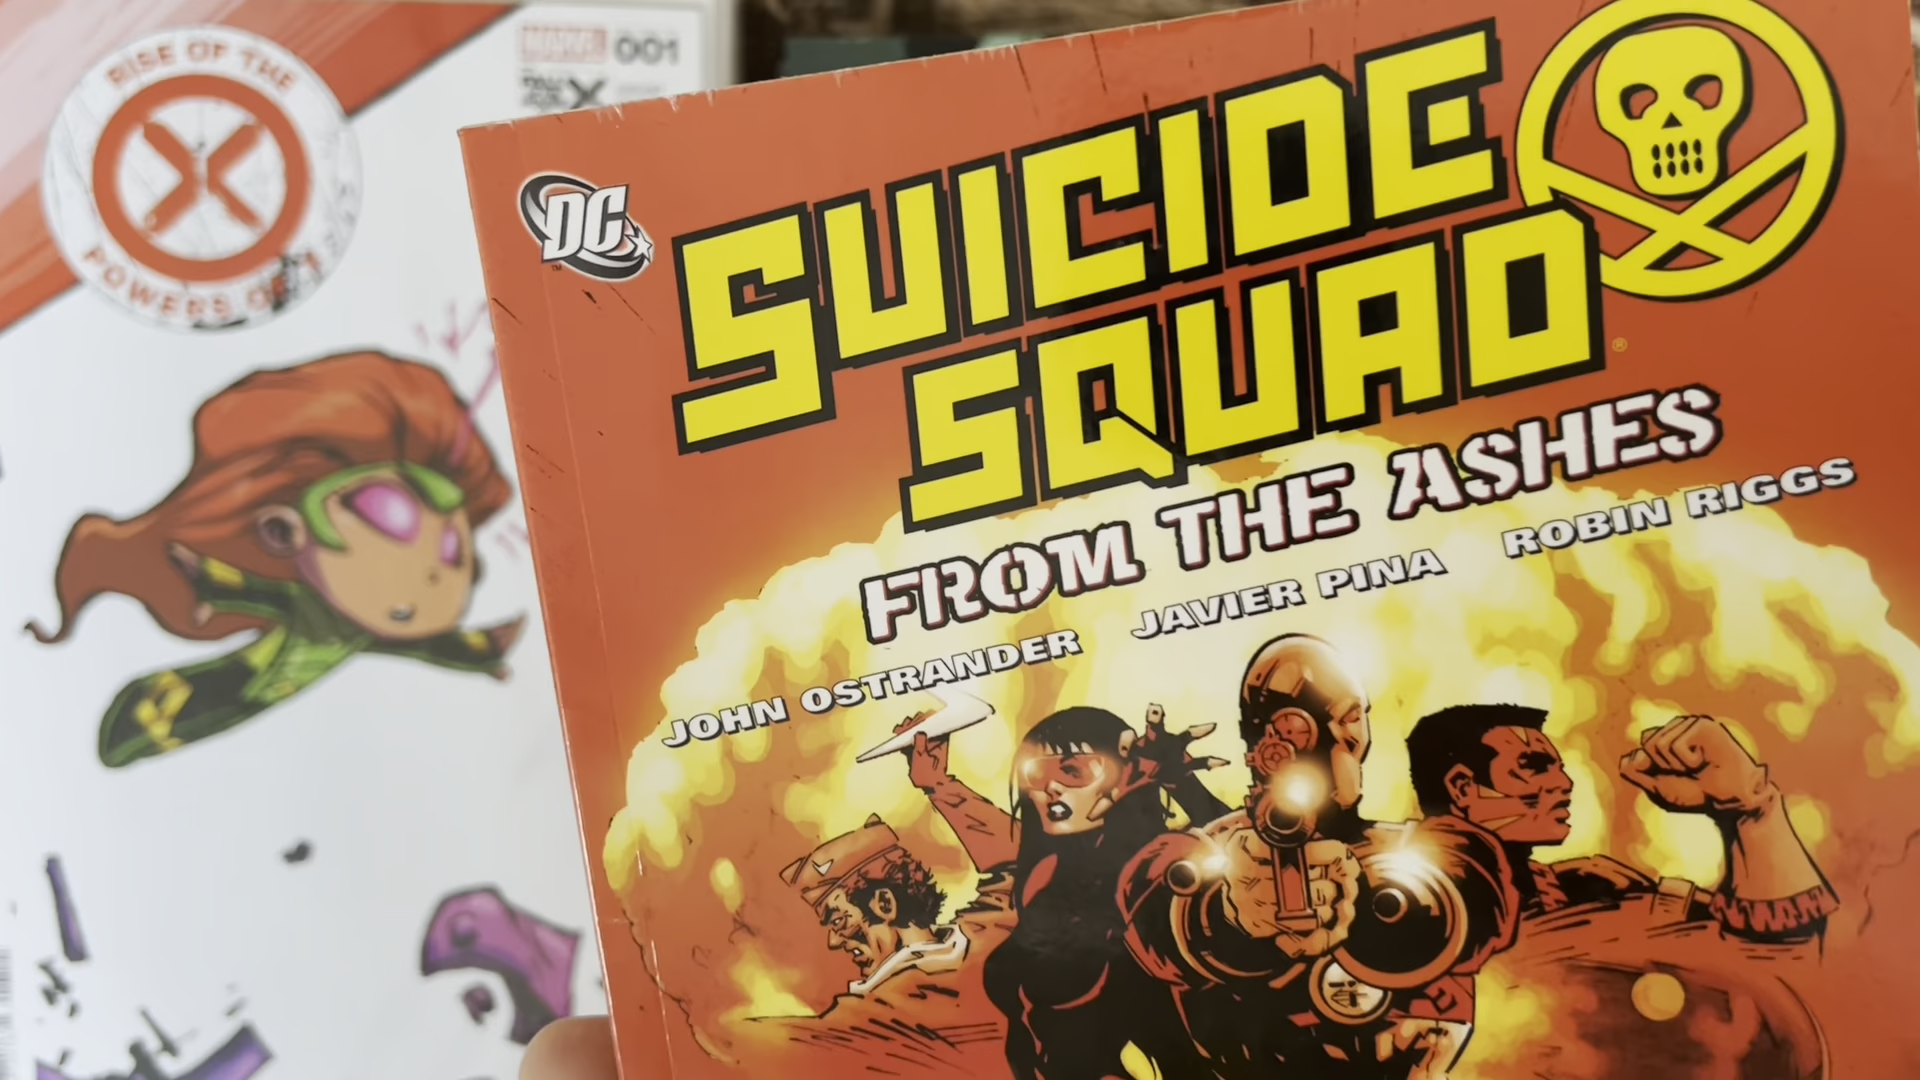 RISE OF THE
POWERS OF
MARVEL 001
X
DC
™
SUICIDE
SQUAD
®
FROM THE ASHES
JOHN OSTRANDER JAVIER PINA ROBIN RIGGS